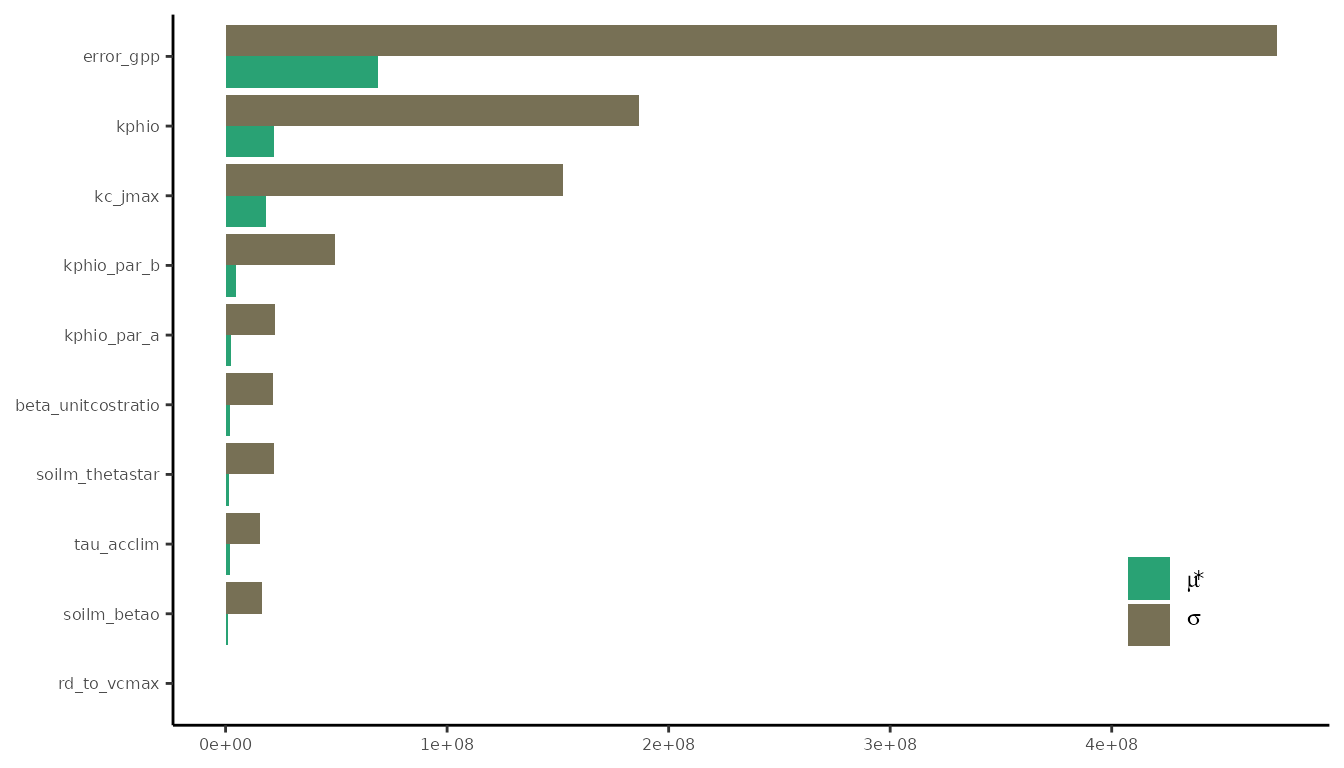 error_gpp
kphio
kc_jmax
kphio_par_b
kphio_par_a
beta_unitcostratio
soilm_thetastar
tau_acclim
soilm_betao
rd_to_vcmax
μ*
σ
0e+00 1e+08 2e+08 3e+08 4e+08